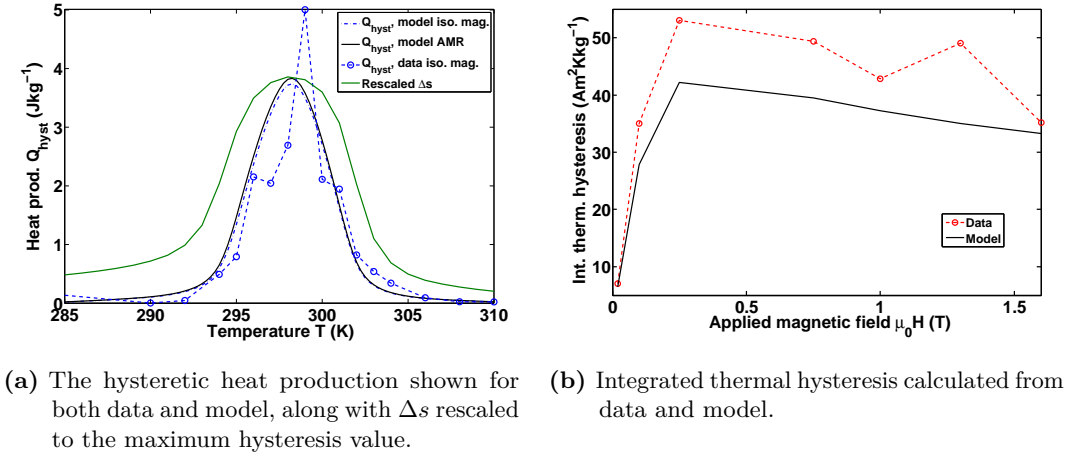 Q_hyst, model iso. mag.
Q_hyst, model AMR
Q_hyst, data iso. mag.
Rescaled Δs
Heat prod. Q_hyst (Jkg⁻¹)
5
4
3
2
1
0
285 290 295 300 305 310
Temperature T (K)
Int. therm. hysteresis (Am²Kkg⁻¹)
50
40
30
20
10
Data
Model
0.5 1 1.5
Applied magnetic field μ₀H (T)
(a) The hysteretic heat production shown for
both data and model, along with Δs rescaled
to the maximum hysteresis value.
(b) Integrated thermal hysteresis calculated from
data and model.